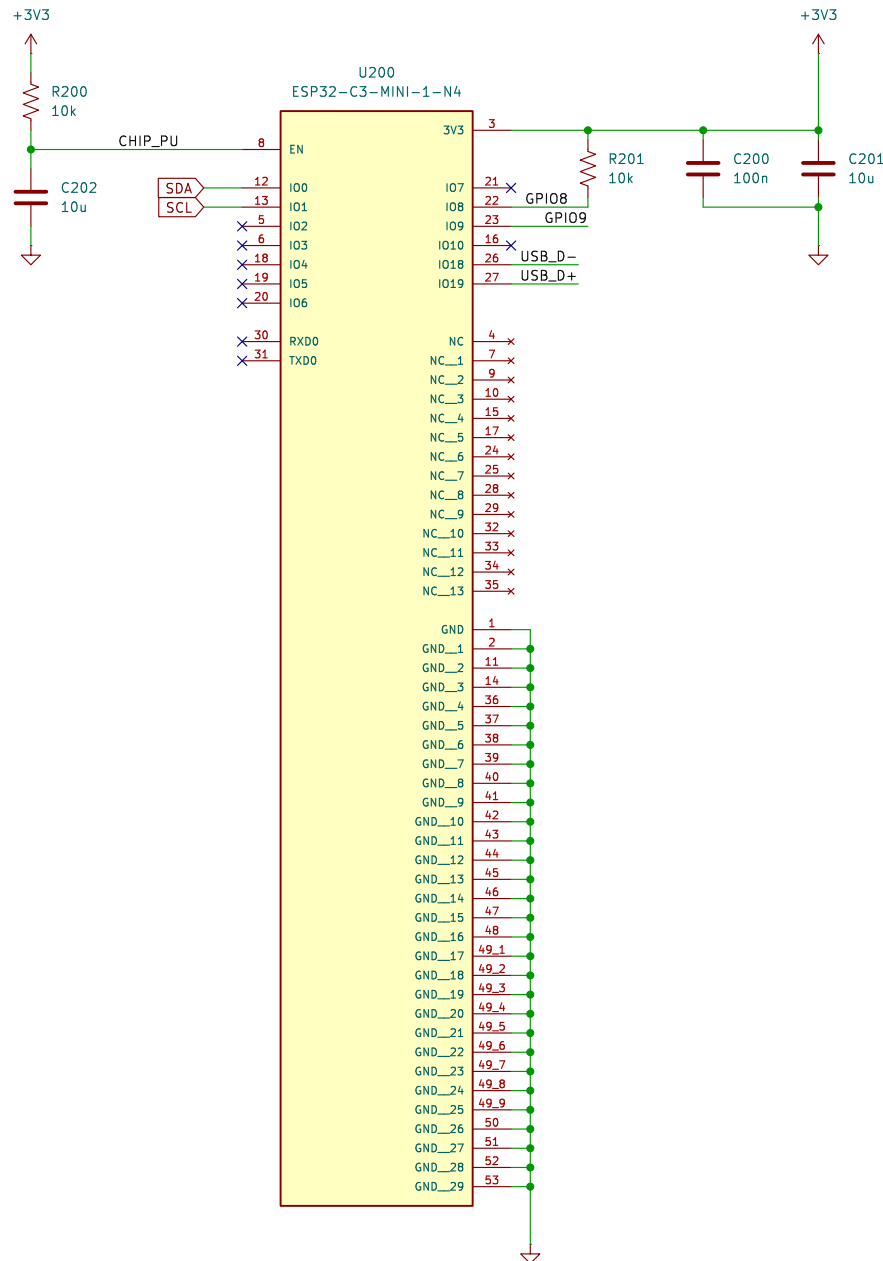 +3V3
+3V3
U200
ESP32-C3-MINI-1-N4
R200
10k
CHIP_PU
C202
10u
SDA
SCL
8 EN
12 IO0
13 IO1
5 IO2
6 IO3
18 IO4
19 IO5
20 IO6
30 RXD0
31 TXD0
3V3 3
IO7 21
IO8 22 GPIO8
IO9 23 GPIO9
IO10 16
IO18 26 USB_D-
IO19 27 USB_D+
R201
10k
C200
100n
C201
10u
NC 4
NC__1 7
NC__2 9
NC__3 10
NC__4 15
NC__5 17
NC__6 24
NC__7 25
NC__8 28
NC__9 29
NC__10 32
NC__11 33
NC__12 34
NC__13 35
GND 1
GND__1 2
GND__2 11
GND__3 14
GND__4 36
GND__5 37
GND__6 38
GND__7 39
GND__8 40
GND__9 41
GND__10 42
GND__11 43
GND__12 44
GND__13 45
GND__14 46
GND__15 47
GND__16 48
GND__17 49_1
GND__18 49_2
GND__19 49_3
GND__20 49_4
GND__21 49_5
GND__22 49_6
GND__23 49_7
GND__24 49_8
GND__25 49_9
GND__26 50
GND__27 51
GND__28 52
GND__29 53